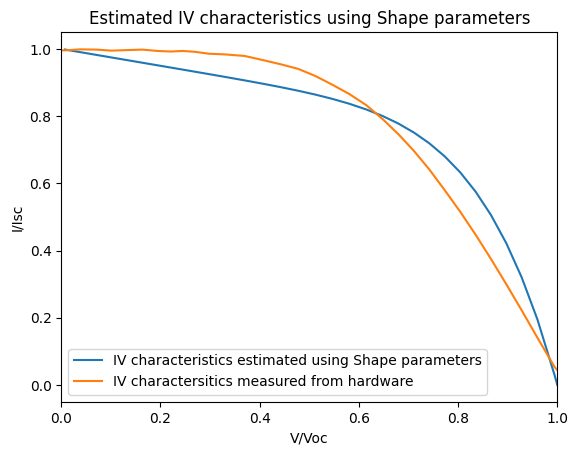 Estimated IV characteristics using Shape parameters
1.0
0.8
0.6
0.4
0.2
0.0
I/Isc
IV characteristics estimated using Shape parameters
IV charactersitics measured from hardware
0.0 0.2 0.4 0.6 0.8 1.0
V/Voc